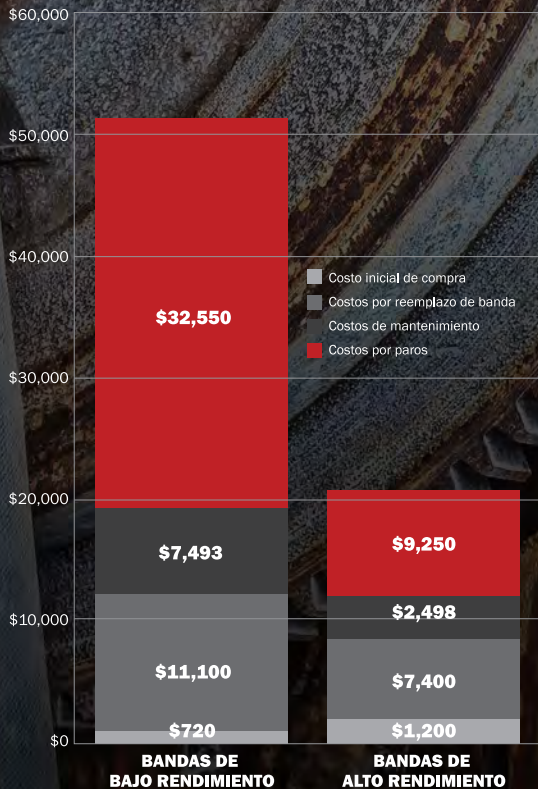 $60,000
$50,000
$40,000
$30,000
$20,000
$10,000
$0
$32,550
$7,493
$11,100
$720
Costo inicial de compra
Costos por reemplazo de banda
Costos de mantenimiento
Costos por paros
$9,250
$2,498
$7,400
$1,200
BANDAS DE
BAJO RENDIMIENTO
BANDAS DE
ALTO RENDIMIENTO